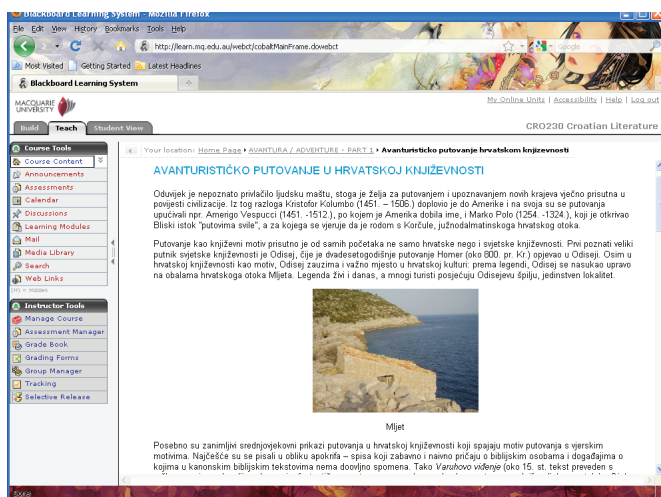 Blackboard Learning System - Mozilla Firefox
File Edit View History Bookmarks Tools Help
http://learn.mq.edu.au/webct/cobaltMainFrame.dowebct
Google
Most Visited Getting Started Latest Headlines
Blackboard Learning System
MACQUARIE
UNIVERSITY
My Online Units | Accessibility | Help | Log out
Build Teach Student View
CRO230 Croatian Literature
Course Tools
Course Content
Announcements
Assessments
Calendar
Assignments
Discussions
Learning Modules
Mail
Media Library
Search
Web Links
(H) = Hidden
Instructor Tools
Manage Course
Assessment Manager
Grade Book
Grading Forms
Group Manager
Tracking
Selective Release
Your location: Home Page › AVANTURA / ADVENTURE - PART 1 › Avanturisticko putovanje hrvatskom knjizevnosti
AVANTURISTIČKO PUTOVANJE U HRVATSKOJ KNJIŽEVNOSTI
Oduvijek je nepoznato privlačilo ljudsku maštu, stoga je želja za putovanjem i upoznavanjem novih krajeva vječno prisutna u
povijesti civilizacije. Iz tog razloga Kristofor Kolumbo (1451. – 1506.) doplovio je do Amerike i na svoja su se putovanja
upućivali npr. Amerigo Vespucci (1451. -1512.), po kojem je Amerika dobila ime, i Marko Polo (1254. -1324.), koji je otkrivao
Bliski istok "putovima svile", a za kojega se vjeruje da je rodom s Korčule, južnodalmatinskoga hrvatskog otoka.
Putovanje kao književni motiv prisutno je od samih početaka ne samo hrvatske nego i svjetske književnosti. Prvi poznati veliki
putnik svjetske književnosti je Odisej, čije je dvadesetogodišnje putovanje Homer (oko 800. pr. Kr.) opjevao u Odiseji. Osim u
hrvatskoj književnosti kao motiv, Odisej zauzima i važno mjesto u hrvatskoj kulturi: prema legendi, Odisej se nasukao upravo
na obalama hrvatskoga otoka Mljeta. Legenda živi i danas, a mnogi turisti posjećuju Odisejevu špilju, jedinstven lokalitet.
Mljet
Posebno su zanimljivi srednjovjekovni prikazi putovanja u hrvatskoj književnosti koji spajaju motiv putovanja s vjerskim
motivima. Najčešće su se pisali u obliku apokrifa – spisa koji zabavno i naivno pričaju o biblijskim osobama i događajima o
kojima u kanonskim biblijskim tekstovima nema doovljno spomena. Tako Varuhovo viđenje (oko 15. st. tekst preveden s